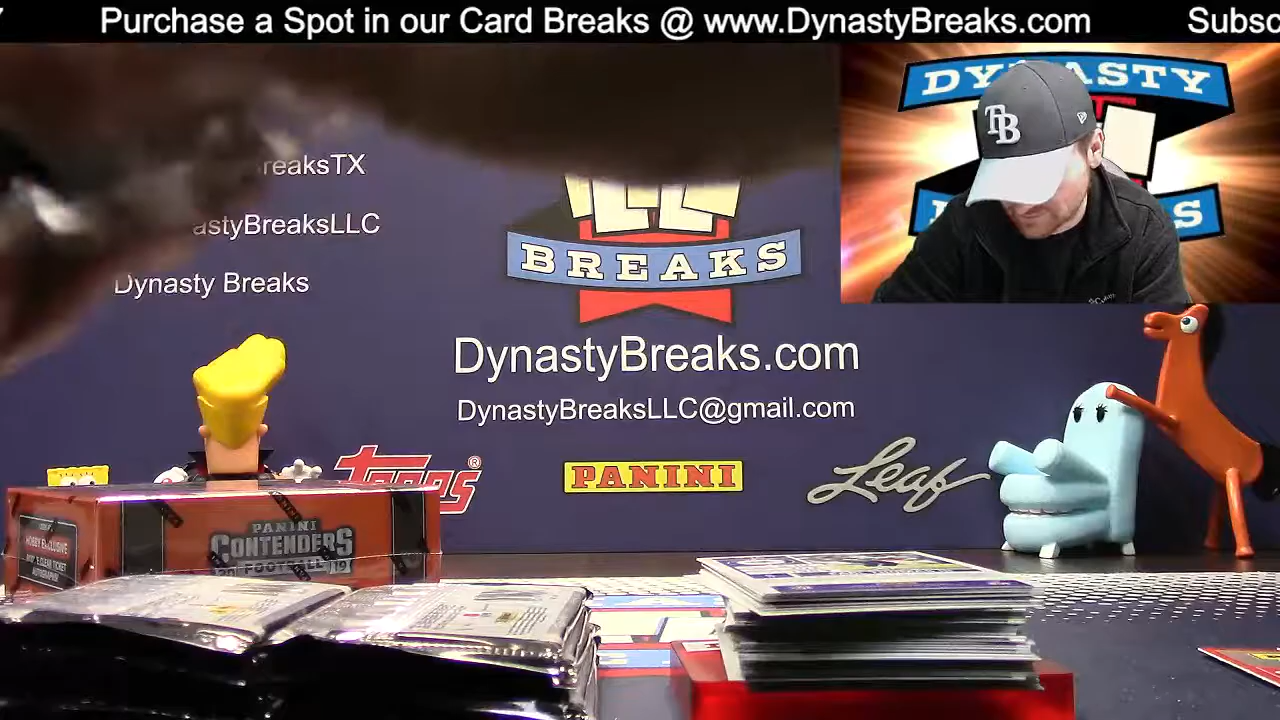 Purchase a Spot in our Card Breaks @ www.DynastyBreaks.com Subsc
DYNASTY
TB
reaksTX
astyBreaksLLC
BREAKS
Dynasty Breaks
DynastyBreaks.com
DynastyBreaksLLC@gmail.com
topps®
PANINI
Leaf
PANINI
CONTENDERS
FOOTBALL
HOBBY EXCLUSIVE